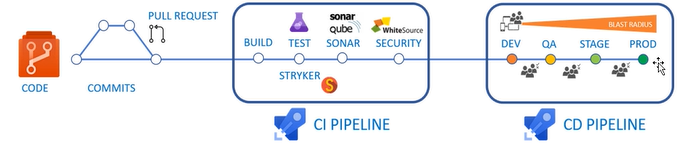 PULL REQUEST
CODE
COMMITS
sonar
qube
WhiteSource
BUILD
TEST
SONAR
SECURITY
STRYKER
S
CI PIPELINE
BLAST RADIUS
DEV
QA
STAGE
PROD
CD PIPELINE